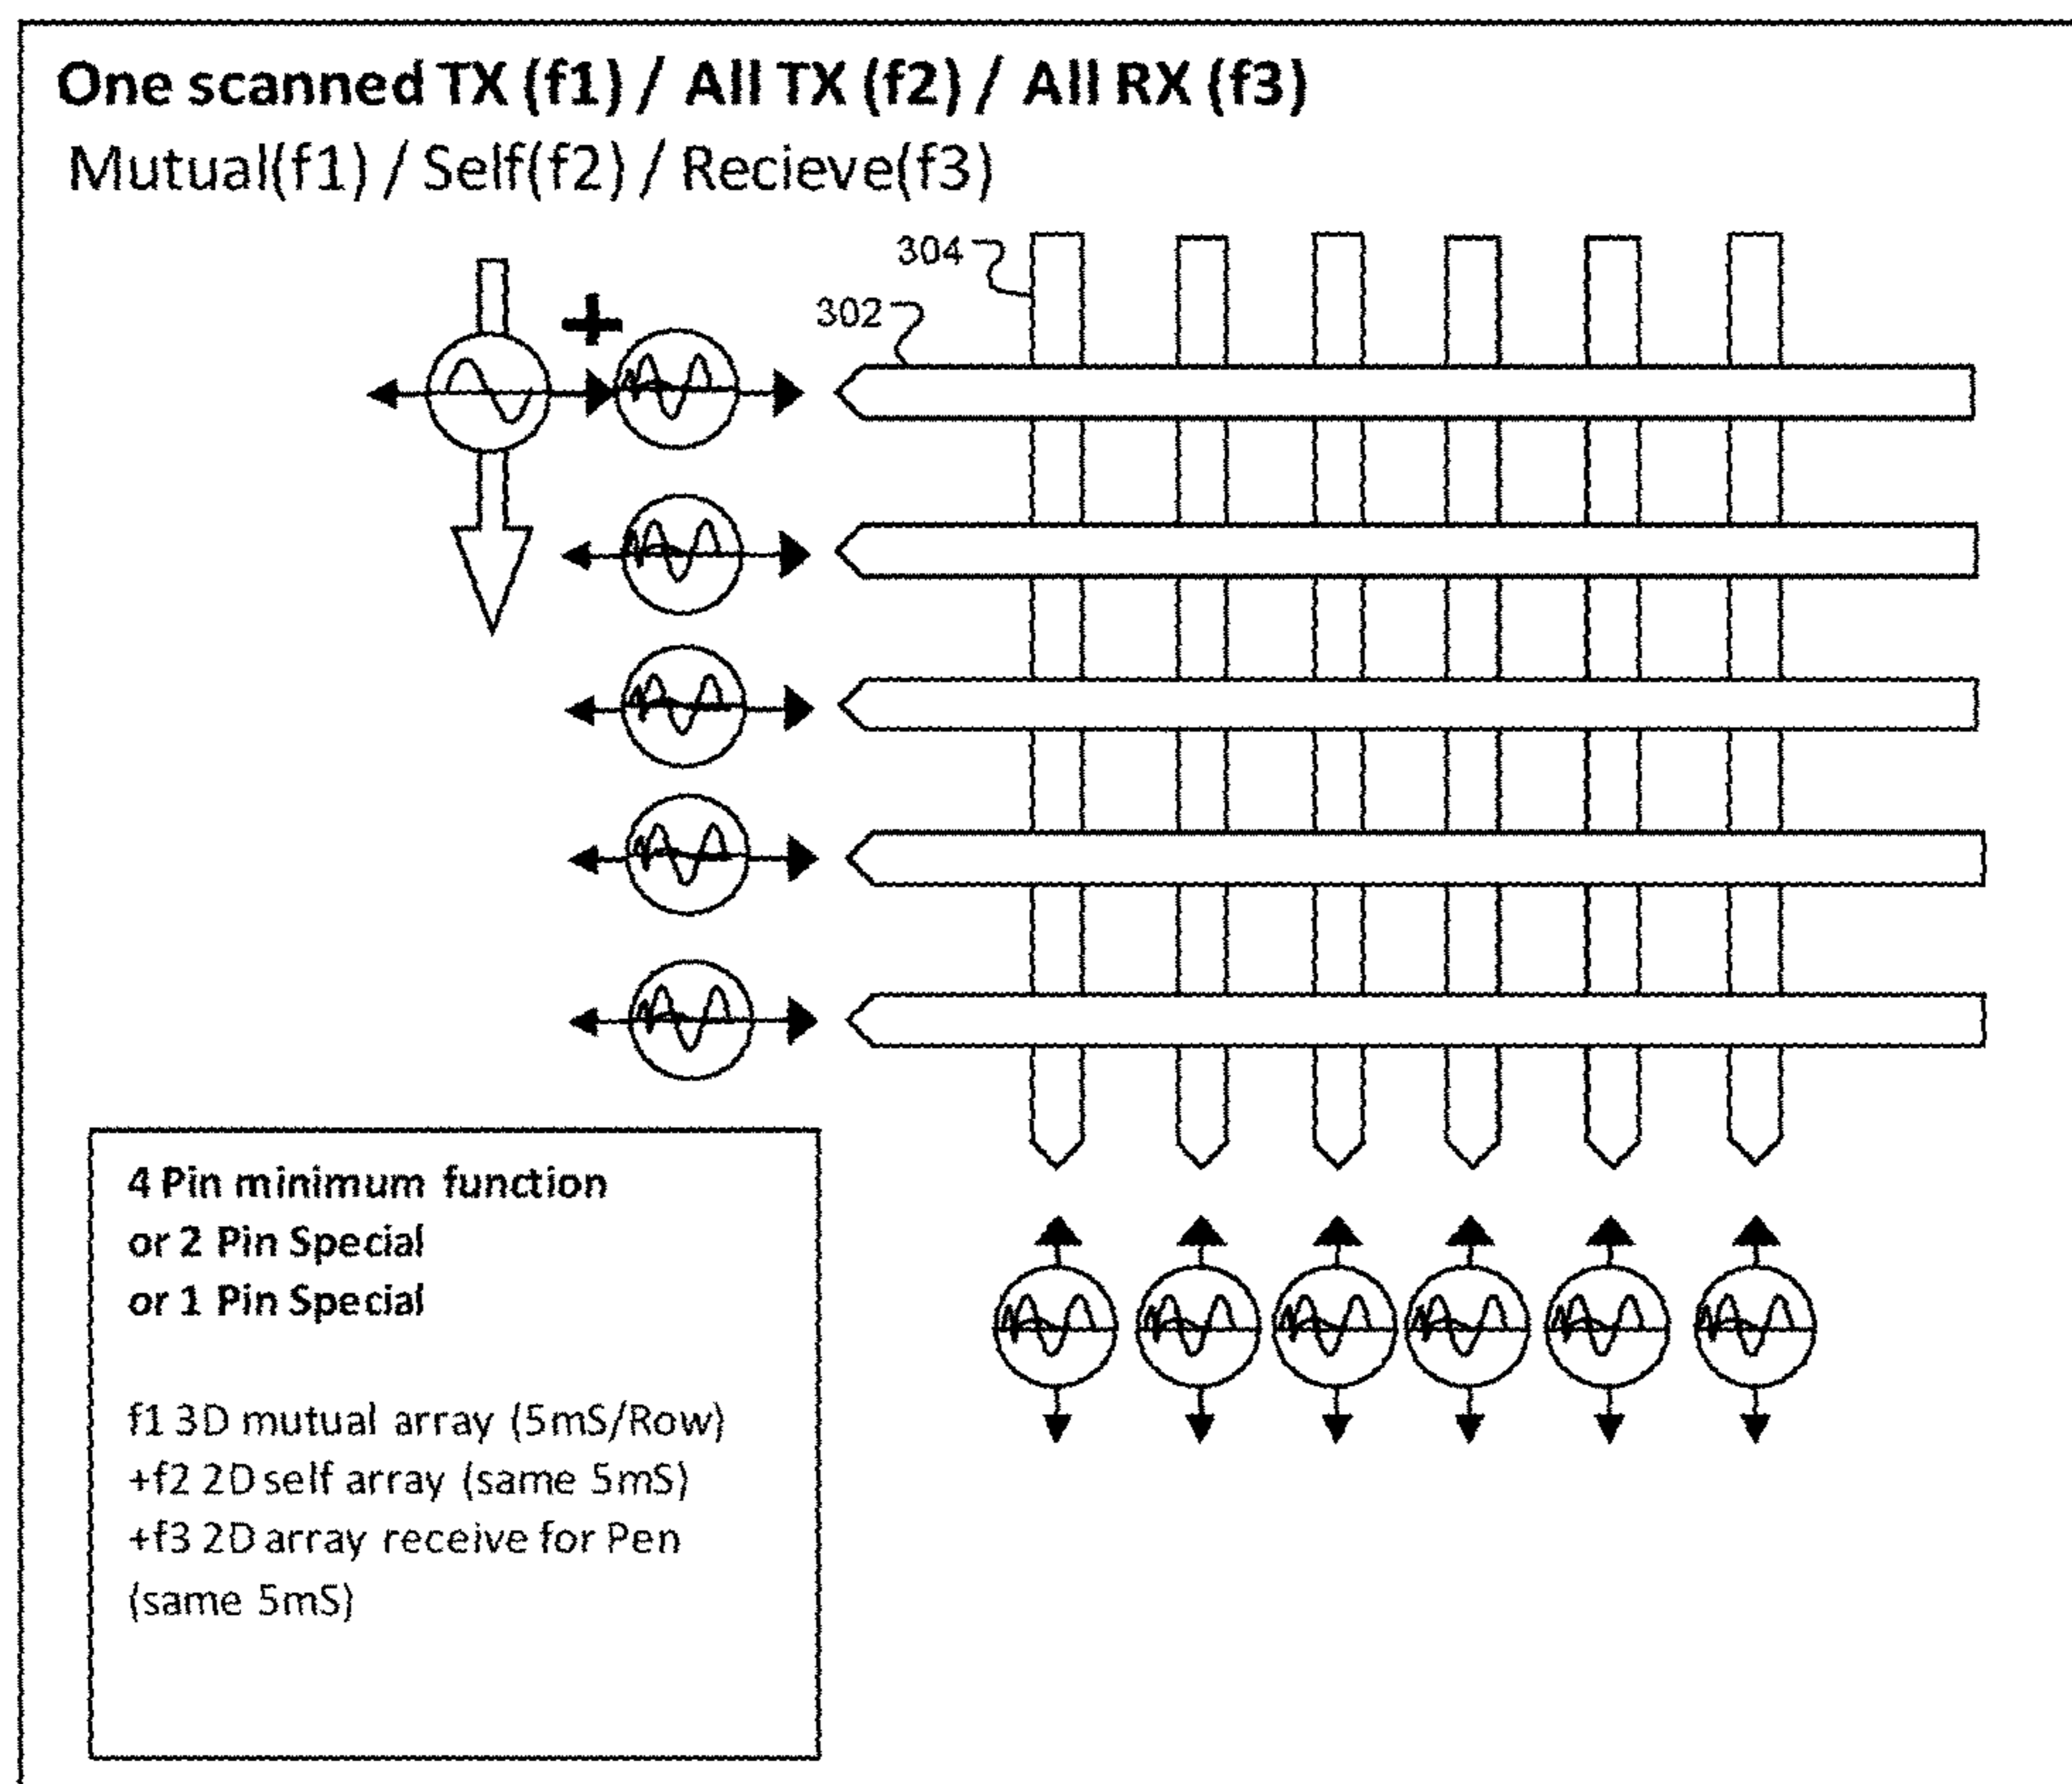 One scanned TX (f1) / All TX (f2) / All RX (f3)
Mutual(f1) / Self(f2) / Recieve(f3)
304
302
4 Pin minimum function
or 2 Pin Special
or 1 Pin Special
f1 3D mutual array (5mS/Row)
+f2 2D self array (same 5mS)
+f3 2D array receive for Pen
(same 5mS)